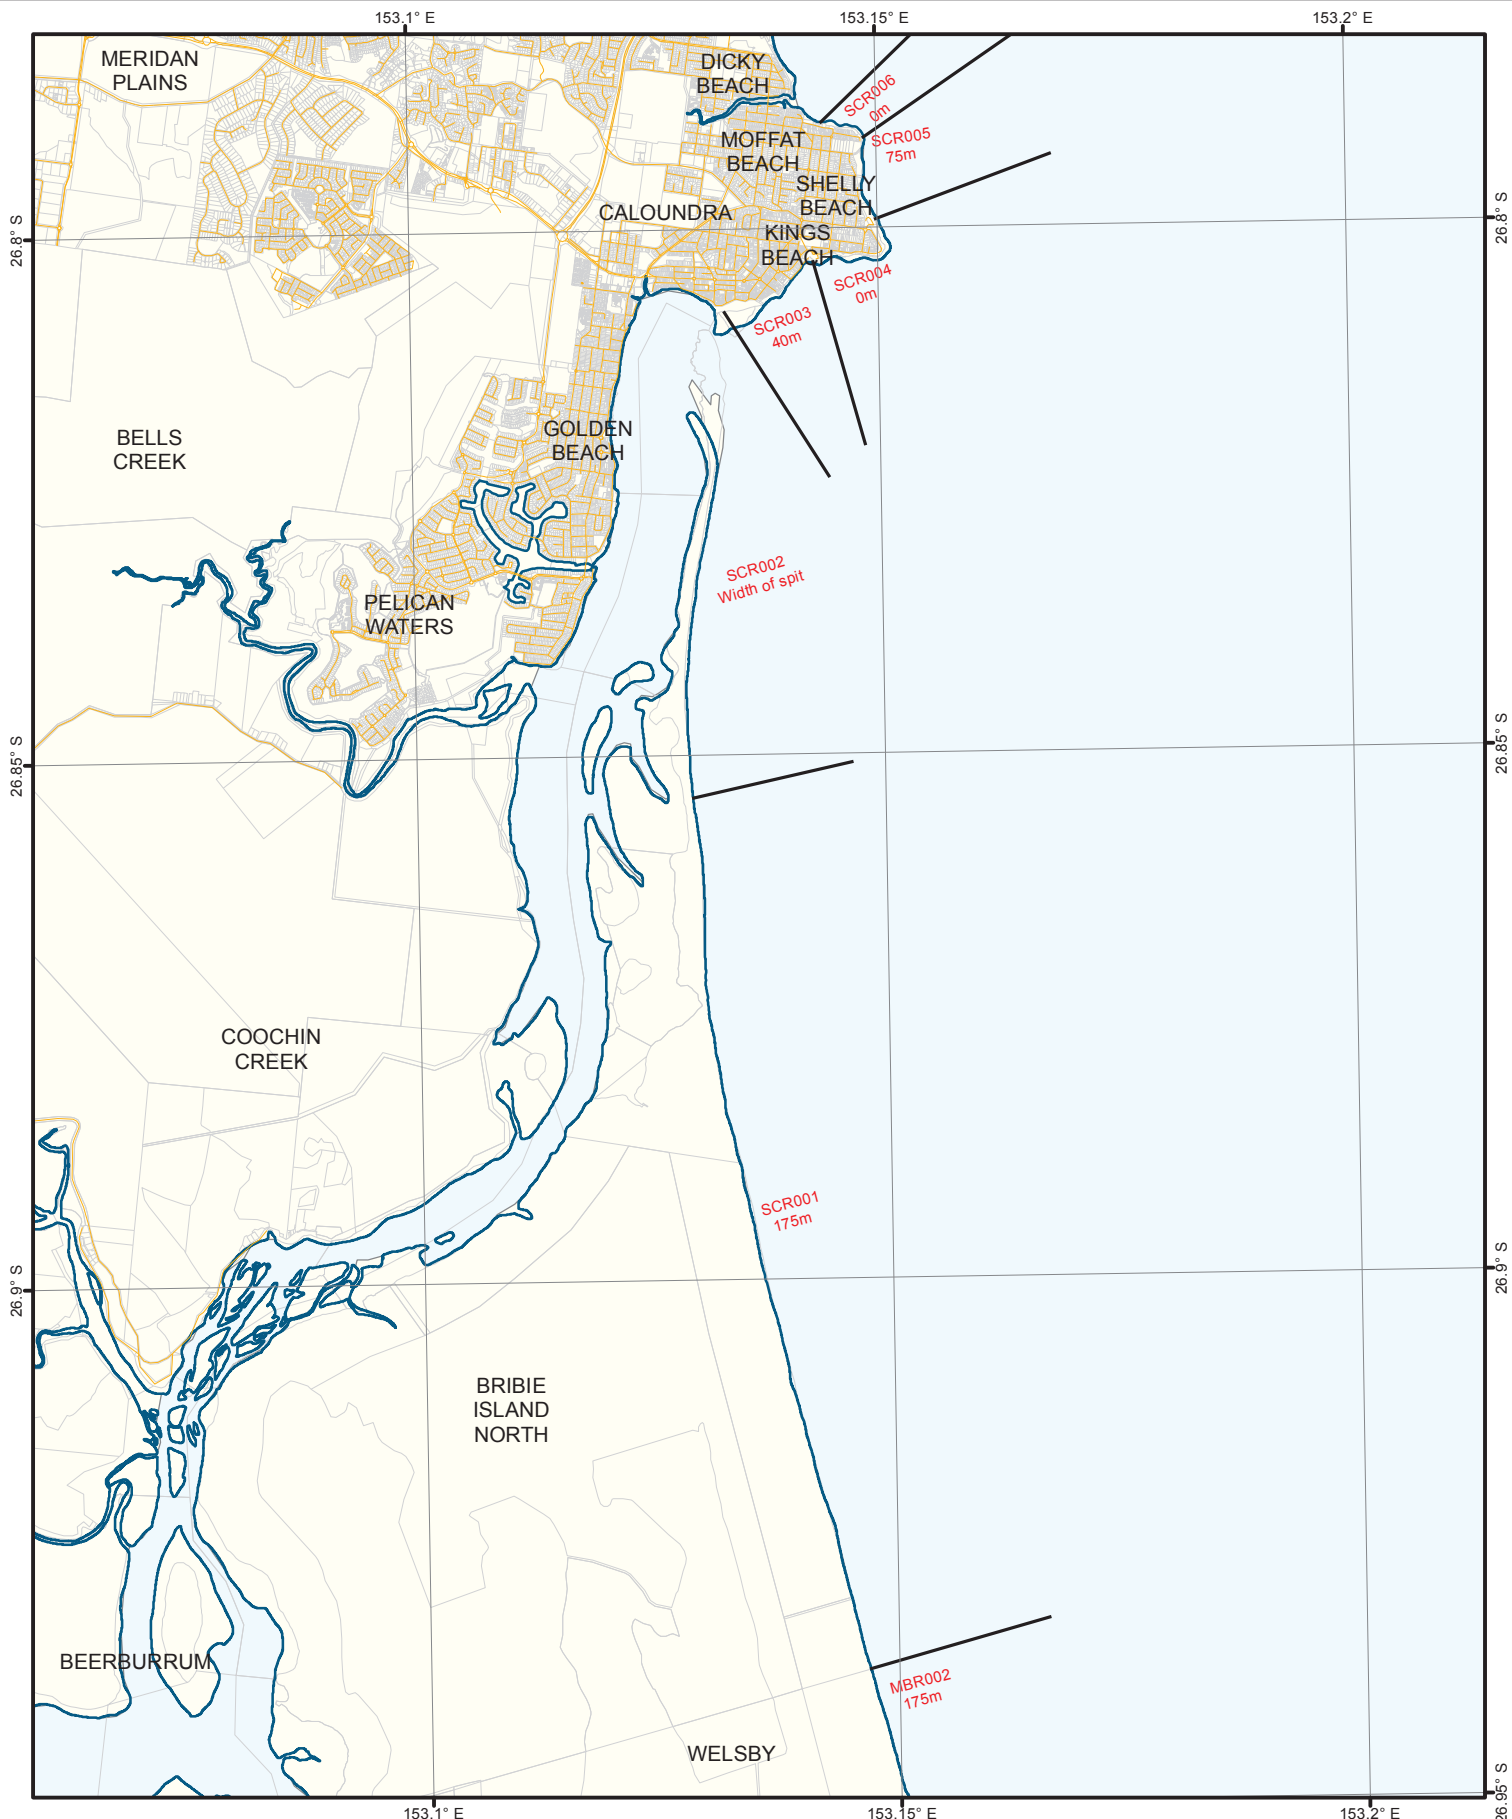 153.1° E
153.15° E
153.2° E
MERIDAN
PLAINS
DICKY
BEACH
SCR006
0m
MOFFAT
BEACH
SCR005
75m
SHELLY
BEACH
CALOUNDRA
KINGS
BEACH
26.8° S
26.8° S
SCR004
0m
SCR003
40m
BELLS
CREEK
GOLDEN
BEACH
SCR002
Width of spit
PELICAN
WATERS
26.85° S
26.85° S
COOCHIN
CREEK
SCR001
175m
26.9° S
26.9° S
BRIBIE
ISLAND
NORTH
BEERBURRUM
MBR002
175m
WELSBY
26.95° S
153.1° E
153.15° E
153.2° E